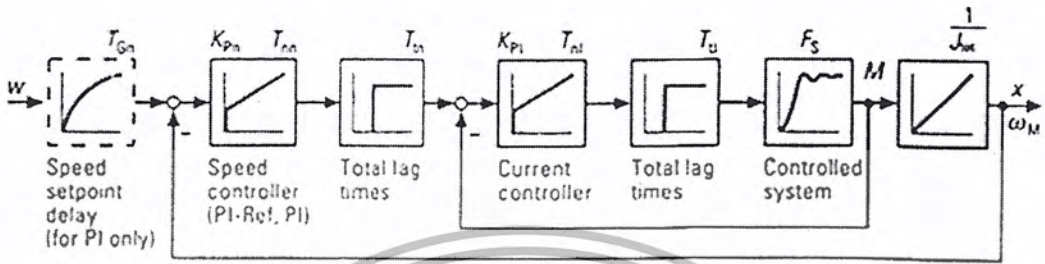 T_Gn K_Pn T_nn T_tn K_PI T_nI T_tI F_S 1
w M J_tot x
- - ω_M
Speed Speed Total lag Current Total lag Controlled
setpoint controller times controller times system
delay (PI-Ref, PI)
(for PI only)